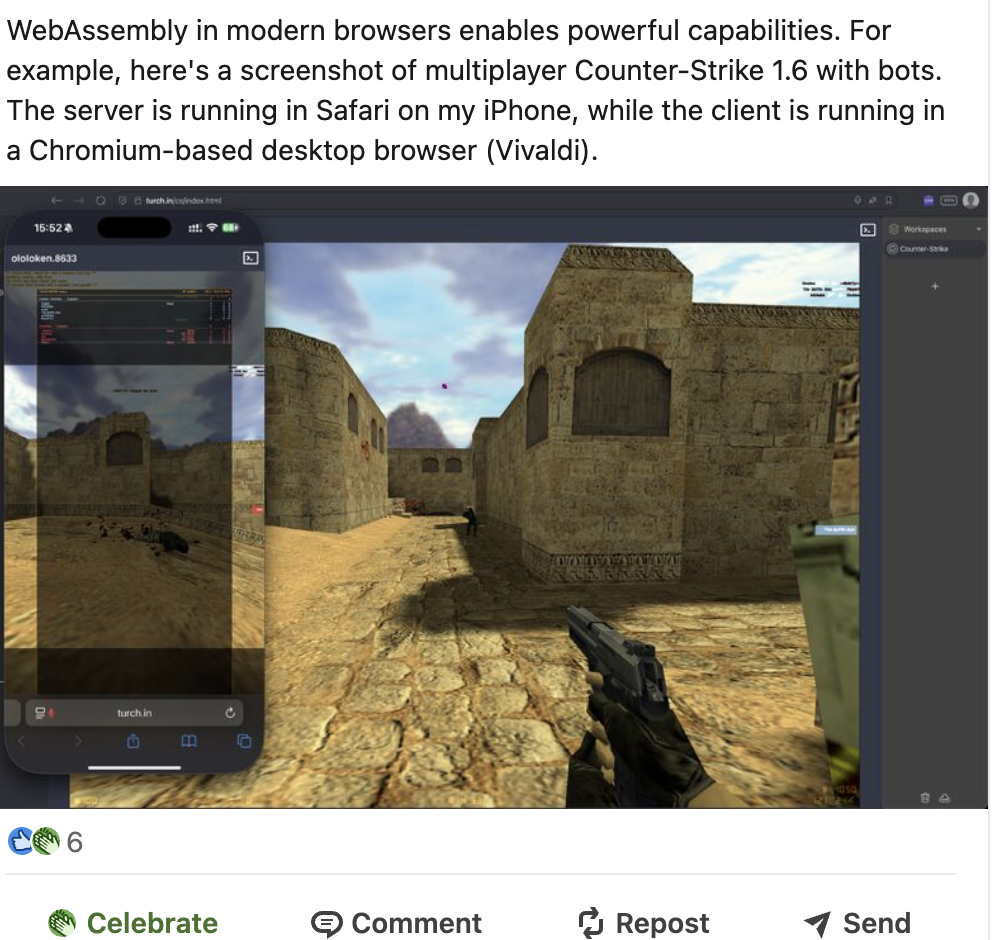 WebAssembly in modern browsers enables powerful capabilities. For
example, here's a screenshot of multiplayer Counter-Strike 1.6 with bots.
The server is running in Safari on my iPhone, while the client is running in
a Chromium-based desktop browser (Vivaldi).
turch.in/cs/index.html
15:52
Workspaces
ololoken.8633
Counter-Strike
turch.in
6
Celebrate
Comment
Repost
Send